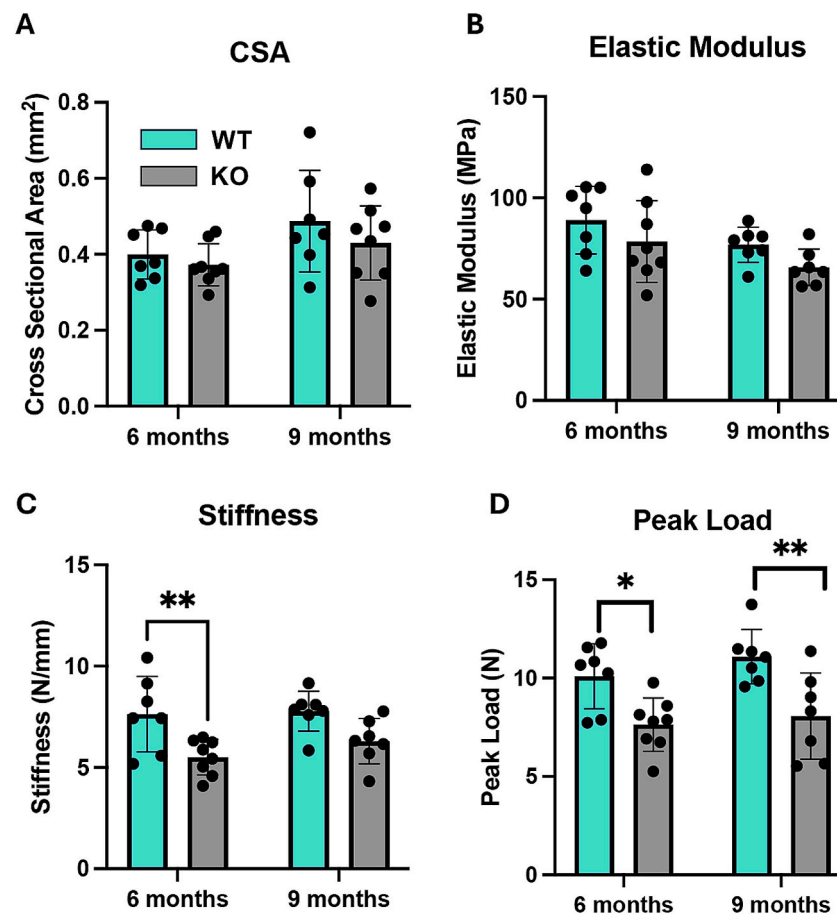 A
CSA
Cross Sectional Area (mm²)
0.8
0.6
0.4
0.2
0.0
WT
KO
6 months
9 months
B
Elastic Modulus
Elastic Modulus (MPa)
150
100
50
0
6 months
9 months
C
Stiffness
Stiffness (N/mm)
15
10
5
0
**
6 months
9 months
D
Peak Load
Peak Load (N)
15
10
5
0
*
**
6 months
9 months